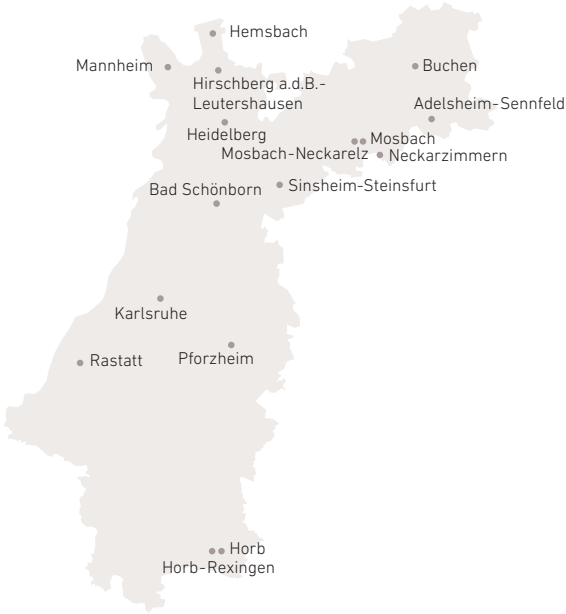 Hemsbach
Mannheim
Buchen
Hirschberg a.d.B.-
Leutershausen
Adelsheim-Sennfeld
Heidelberg
Mosbach
Mosbach-Neckarelz
Neckarzimmern
Bad Schönborn
Sinsheim-Steinsfurt
Karlsruhe
Rastatt
Pforzheim
Horb
Horb-Rexingen